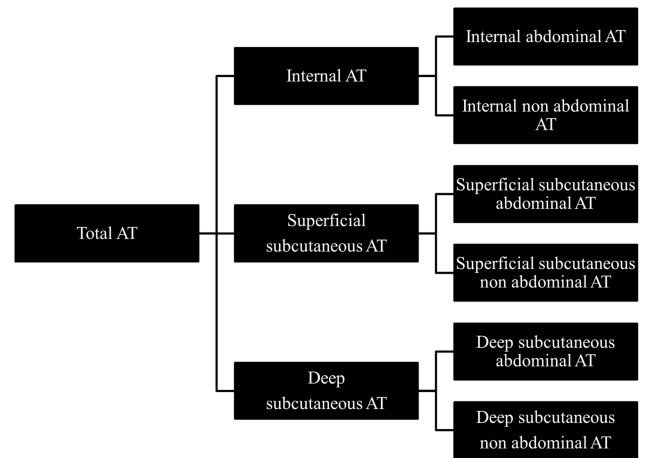 Internal abdominal AT
Internal AT
Internal non abdominal
AT
Superficial subcutaneous
abdominal AT
Total AT
Superficial
subcutaneous AT
Superficial subcutaneous
non abdominal AT
Deep subcutaneous
abdominal AT
Deep
subcutaneous AT
Deep subcutaneous
non abdominal AT